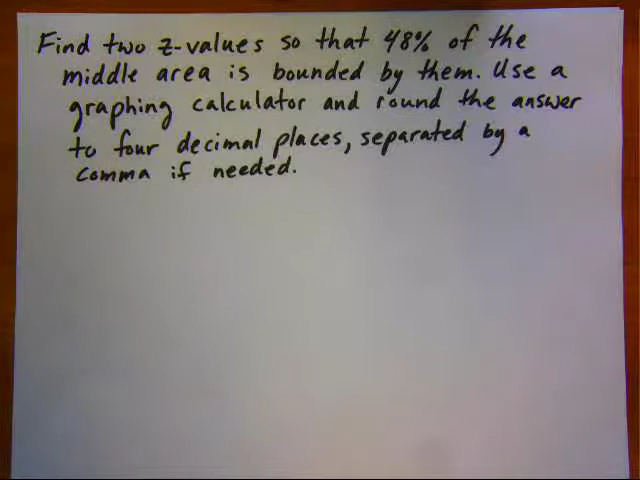 Find two z-values so that 48% of the
middle area is bounded by them. Use a
graphing calculator and round the answer
to four decimal places, separated by a
comma if needed.